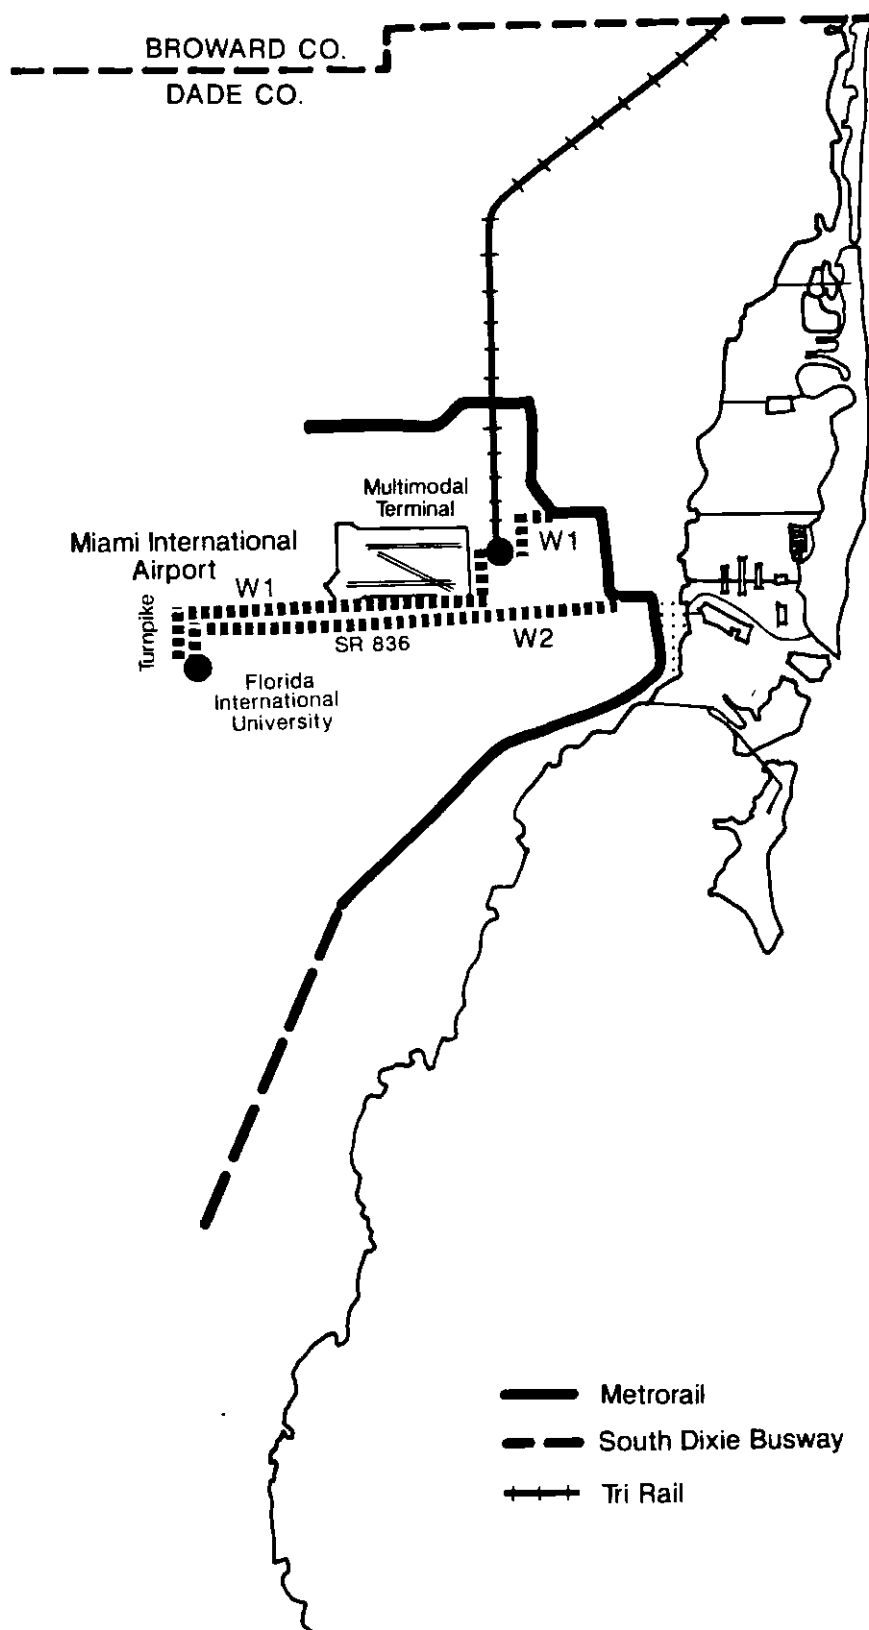 BROWARD CO.
DADE CO.
Multimodal
Terminal
Miami International
Airport
W1
W1
Turnpike
SR 836
W2
Florida
International
University
Metrorail
South Dixie Busway
Tri Rail